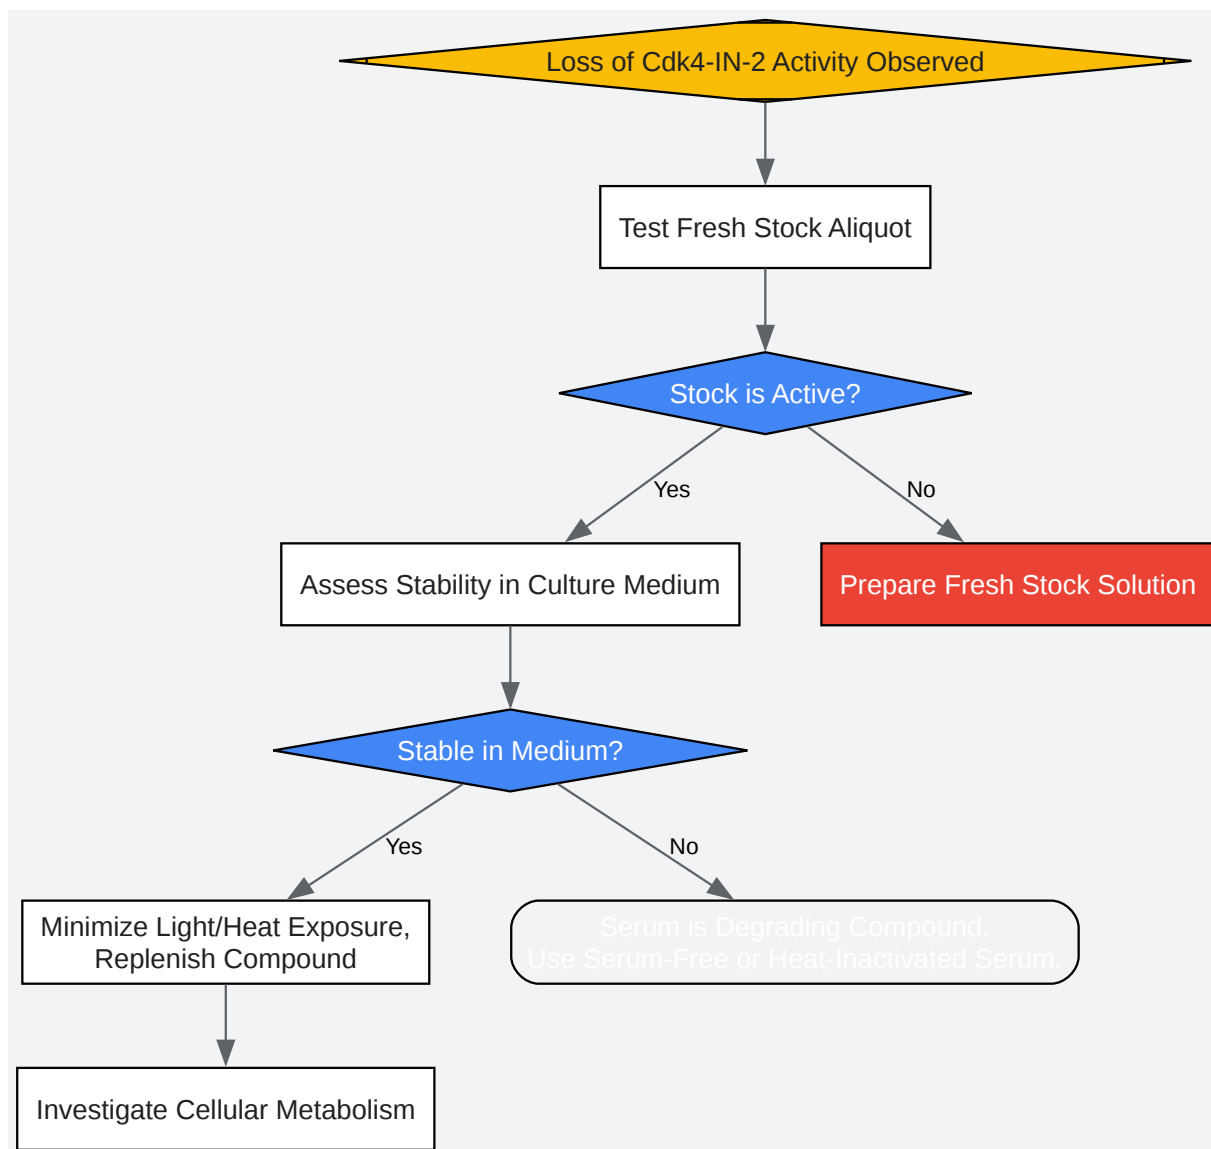 Loss of Cdk4-IN-2 Activity Observed
Test Fresh Stock Aliquot
Stock is Active?
Yes
No
Assess Stability in Culture Medium
Prepare Fresh Stock Solution
Stable in Medium?
Yes
No
Minimize Light/Heat Exposure,
Replenish Compound
Serum is Degrading Compound.
Use Serum-Free or Heat-Inactivated Serum.
Investigate Cellular Metabolism